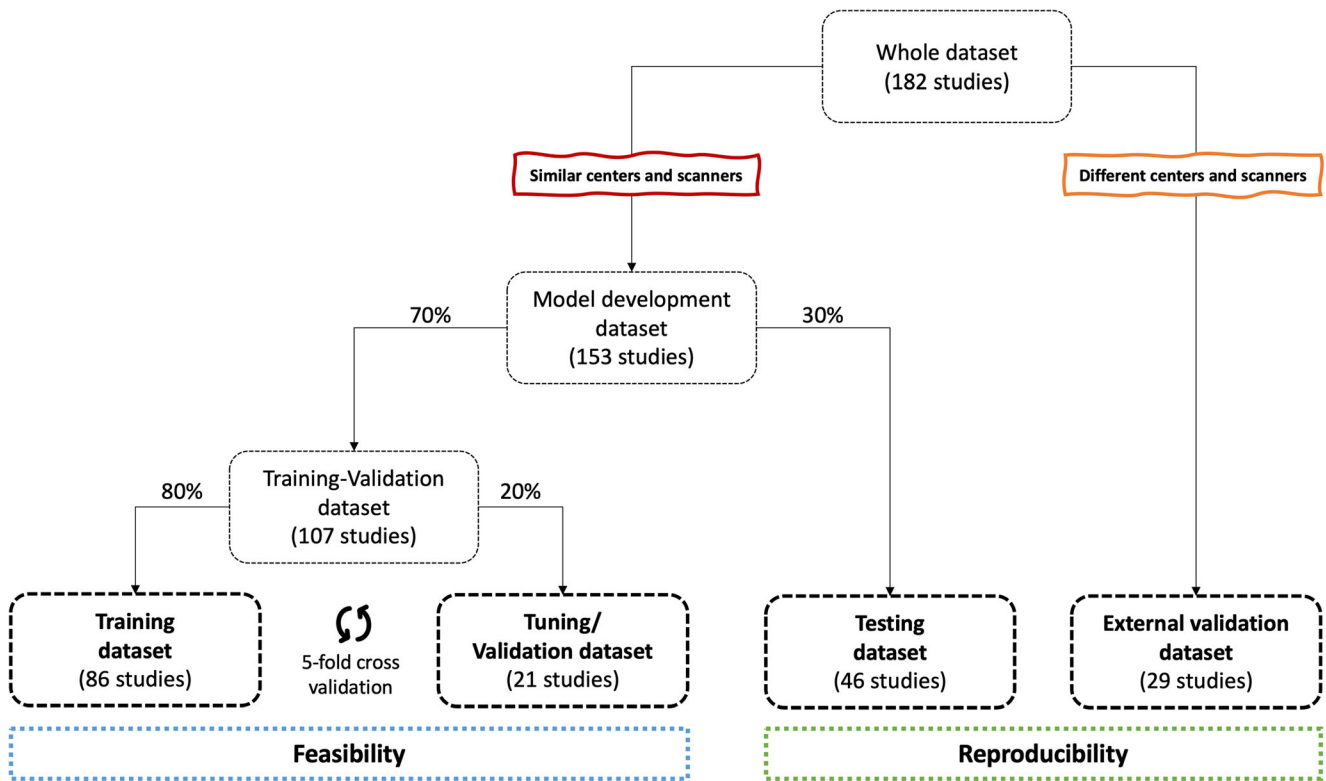 Whole dataset
(182 studies)
Similar centers and scanners
Different centers and scanners
Model development
dataset
(153 studies)
70%
30%
Training-Validation
dataset
(107 studies)
80%
20%
Training
dataset
(86 studies)
5-fold cross
validation
Tuning/
Validation dataset
(21 studies)
Testing
dataset
(46 studies)
External validation
dataset
(29 studies)
Feasibility
Reproducibility